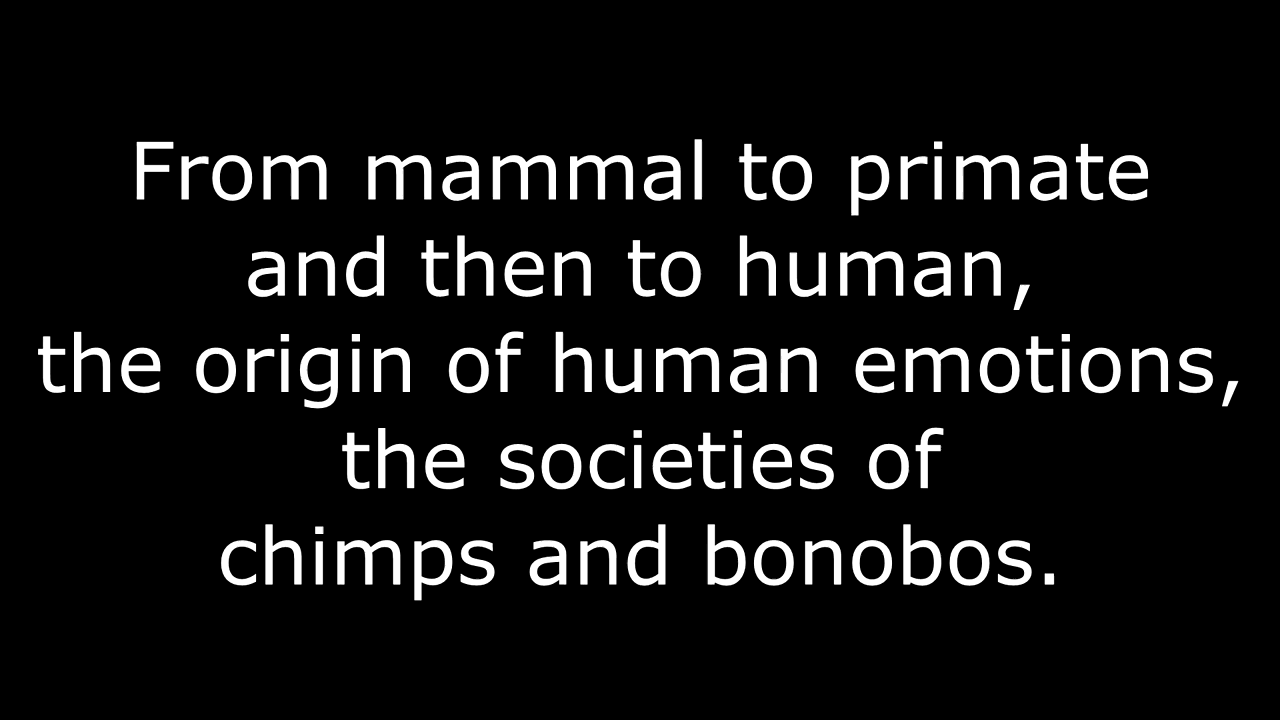 From mammal to primate
and then to human,
the origin of human emotions,
the societies of
chimps and bonobos.